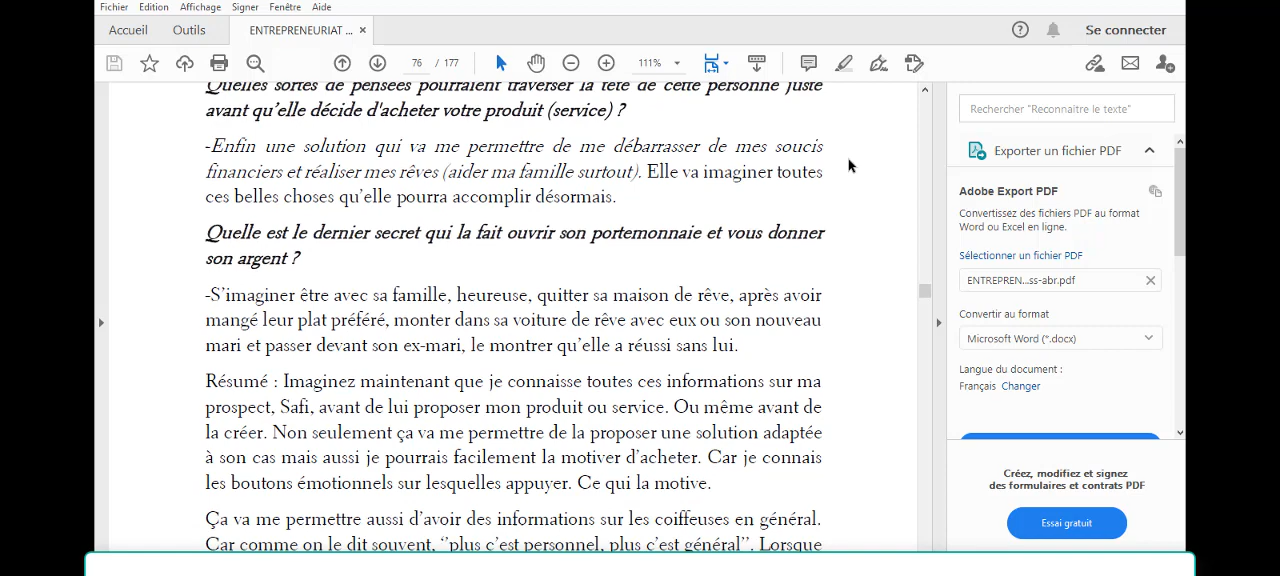 Fichier Edition Affichage Signer Fenêtre Aide
Accueil Outils ENTREPRENEURIAT ... × Se connecter
76 / 177 111%
Quelles sortes de pensées pourraient traverser la tête de cette personne juste
avant qu'elle décide d'acheter votre produit (service) ?
-Enfin une solution qui va me permettre de me débarrasser de mes soucis
financiers et réaliser mes rêves (aider ma famille surtout). Elle va imaginer toutes
ces belles choses qu'elle pourra accomplir désormais.
Quelle est le dernier secret qui la fait ouvrir son portemonnaie et vous donner
son argent ?
-S'imaginer être avec sa famille, heureuse, quitter sa maison de rêve, après avoir
mangé leur plat préféré, monter dans sa voiture de rêve avec eux ou son nouveau
mari et passer devant son ex-mari, le montrer qu'elle a réussi sans lui.
Résumé : Imaginez maintenant que je connaisse toutes ces informations sur ma
prospect, Safi, avant de lui proposer mon produit ou service. Ou même avant de
la créer. Non seulement ça va me permettre de la proposer une solution adaptée
à son cas mais aussi je pourrais facilement la motiver d'acheter. Car je connais
les boutons émotionnels sur lesquelles appuyer. Ce qui la motive.
Ça va me permettre aussi d'avoir des informations sur les coiffeuses en général.
Car comme on le dit souvent, ''plus c'est personnel, plus c'est général''. Lorsque
Rechercher "Reconnaitre le texte"
Exporter un fichier PDF
Adobe Export PDF
Convertissez des fichiers PDF au format
Word ou Excel en ligne.
Sélectionner un fichier PDF
ENTREPREN...ss-abr.pdf
Convertir au format
Microsoft Word (*.docx)
Langue du document :
Français Changer
Créez, modifiez et signez
des formulaires et contrats PDF
Essai gratuit